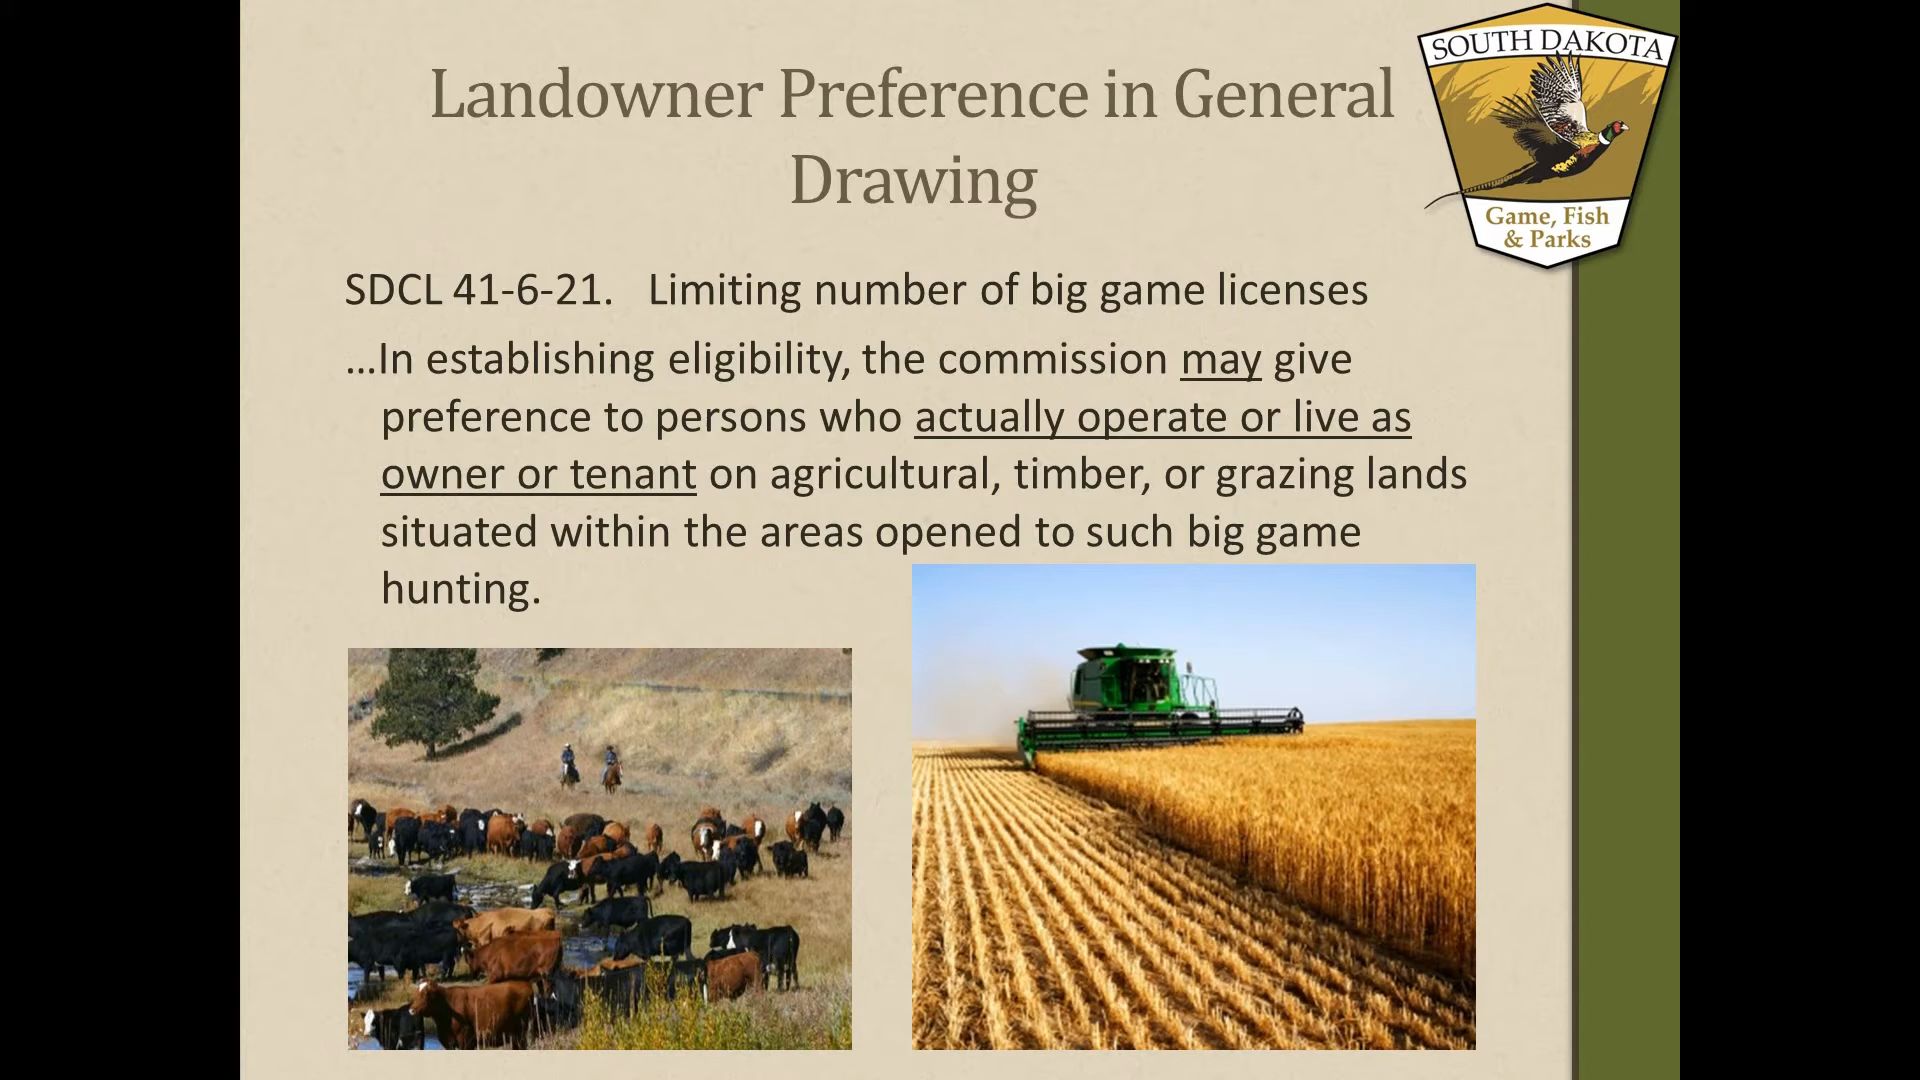 Landowner Preference in General
Drawing
SOUTH DAKOTA
Game, Fish
& Parks
SDCL 41-6-21.   Limiting number of big game licenses
…In establishing eligibility, the commission may give
preference to persons who actually operate or live as
owner or tenant on agricultural, timber, or grazing lands
situated within the areas opened to such big game
hunting.